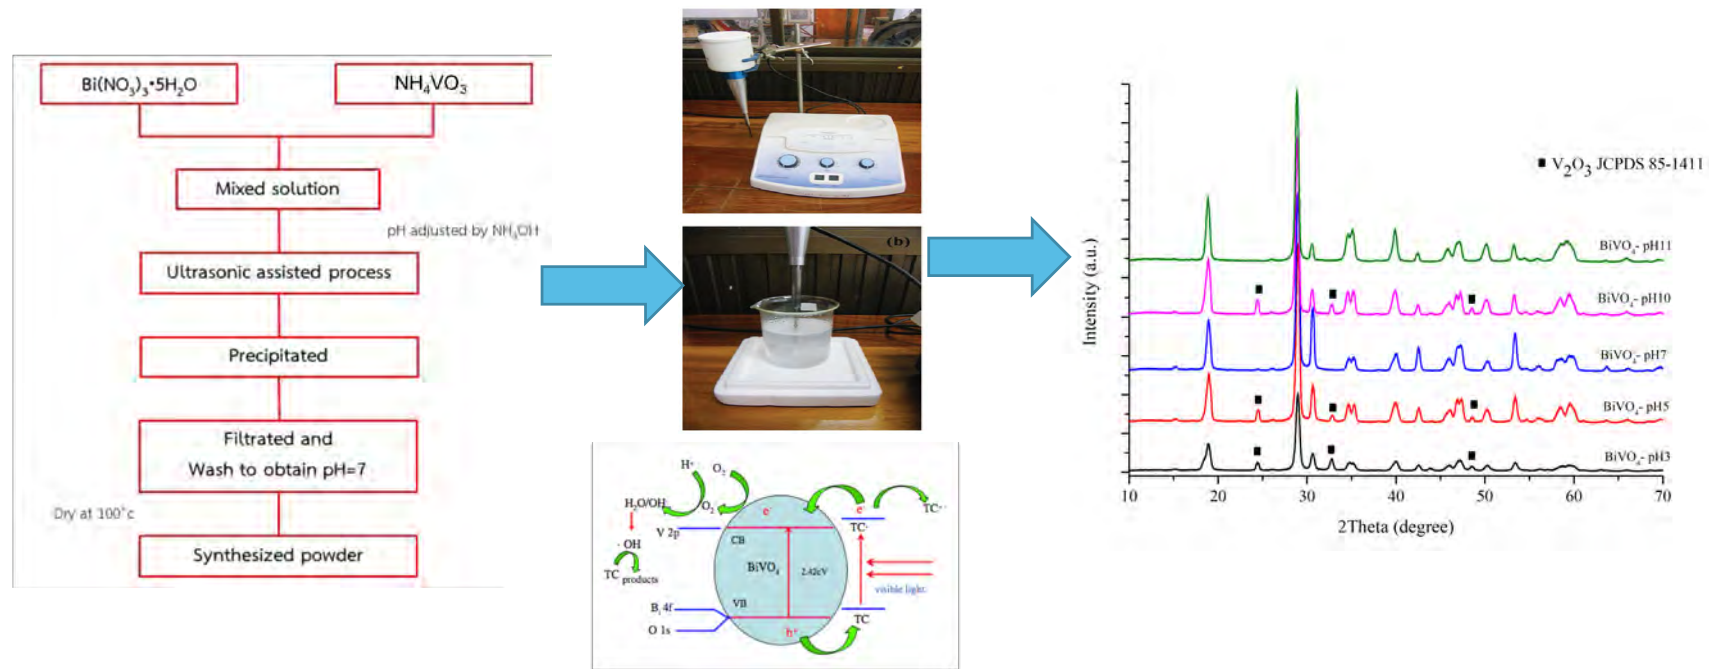 Bi(NO₃)₃•5H₂O
NH₄VO₃
Mixed solution
pH adjusted by NH₄OH
Ultrasonic assisted process
Precipitated
Filtrated and
Wash to obtain pH=7
Dry at 100°c
Synthesized powder
(b)
H⁺
O₂
H₂O/OH
O₂⁻
V 2p
· OH
TC products
Bi 4f
O 1s
e⁻
CB
BiVO₄
2.42eV
VB
h⁺
e⁻
TC·
TC··
visible light.
TC
V₂O₃ JCPDS 85-1411
Intensity (a.u.)
BiVO₄- pH11
BiVO₄- pH10
BiVO₄- pH7
BiVO₄- pH5
BiVO₄- pH3
10 20 30 40 50 60 70
2Theta (degree)